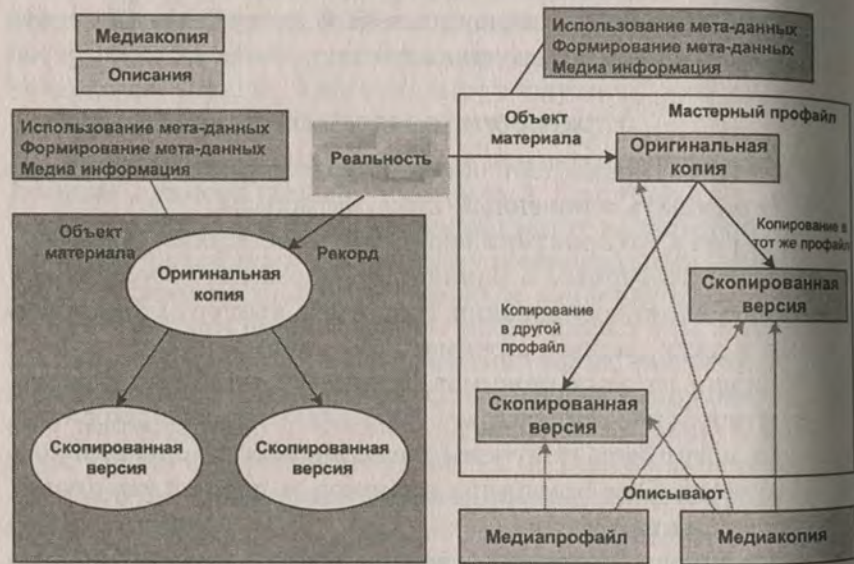 Медиакопия
Описания
Использование мета-данных
Формирование мета-данных
Медиа информация
Объект
материала
Оригинальная
копия
Рекорд
Скопированная
версия
Скопированная
версия
Реальность
Использование мета-данных
Формирование мета-данных
Медиа информация
Объект
материала
Мастерный профайл
Оригинальная
копия
Копирование в
тот же профайл
Скопированная
версия
Копирование
в другой
профайл
Скопированная
версия
Описывают
Медиапрофайл
Медиакопия